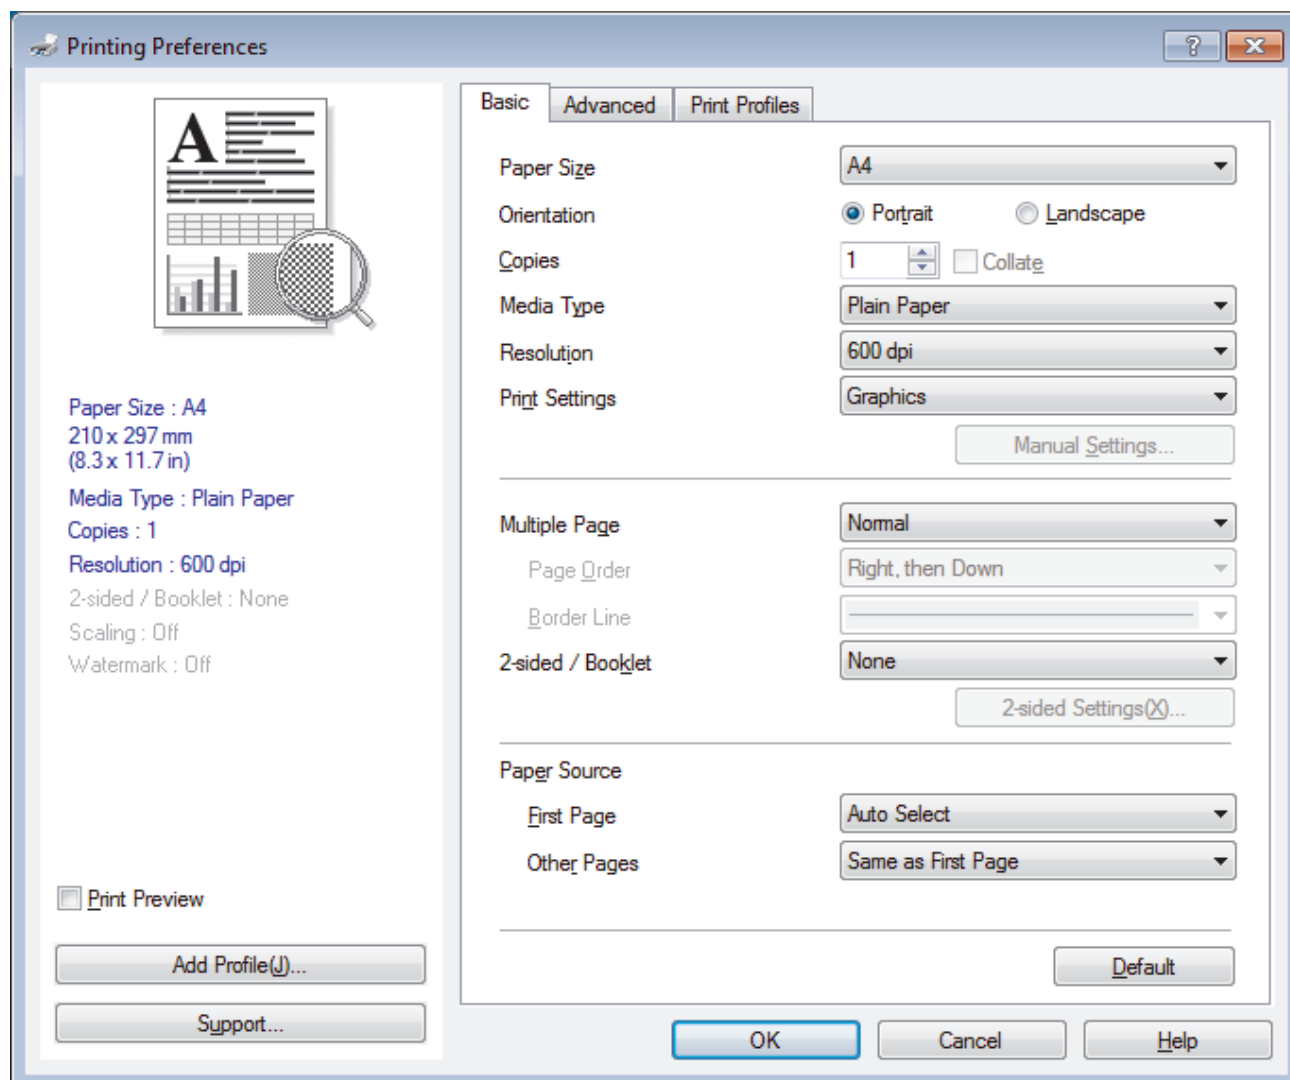 Printing Preferences
?
A
Paper Size : A4
210 x 297 mm
(8.3 x 11.7 in)
Media Type : Plain Paper
Copies : 1
Resolution : 600 dpi
2-sided / Booklet : None
Scaling : Off
Watermark : Off
Print Preview
Add Profile(J)...
Support...
Basic Advanced Print Profiles
Paper Size A4
Orientation Portrait Landscape
Copies 1 Collate
Media Type Plain Paper
Resolution 600 dpi
Print Settings Graphics
Manual Settings...
Multiple Page Normal
Page Order Right, then Down
Border Line
2-sided / Booklet None
2-sided Settings(X)...
Paper Source
First Page Auto Select
Other Pages Same as First Page
Default
OK Cancel Help